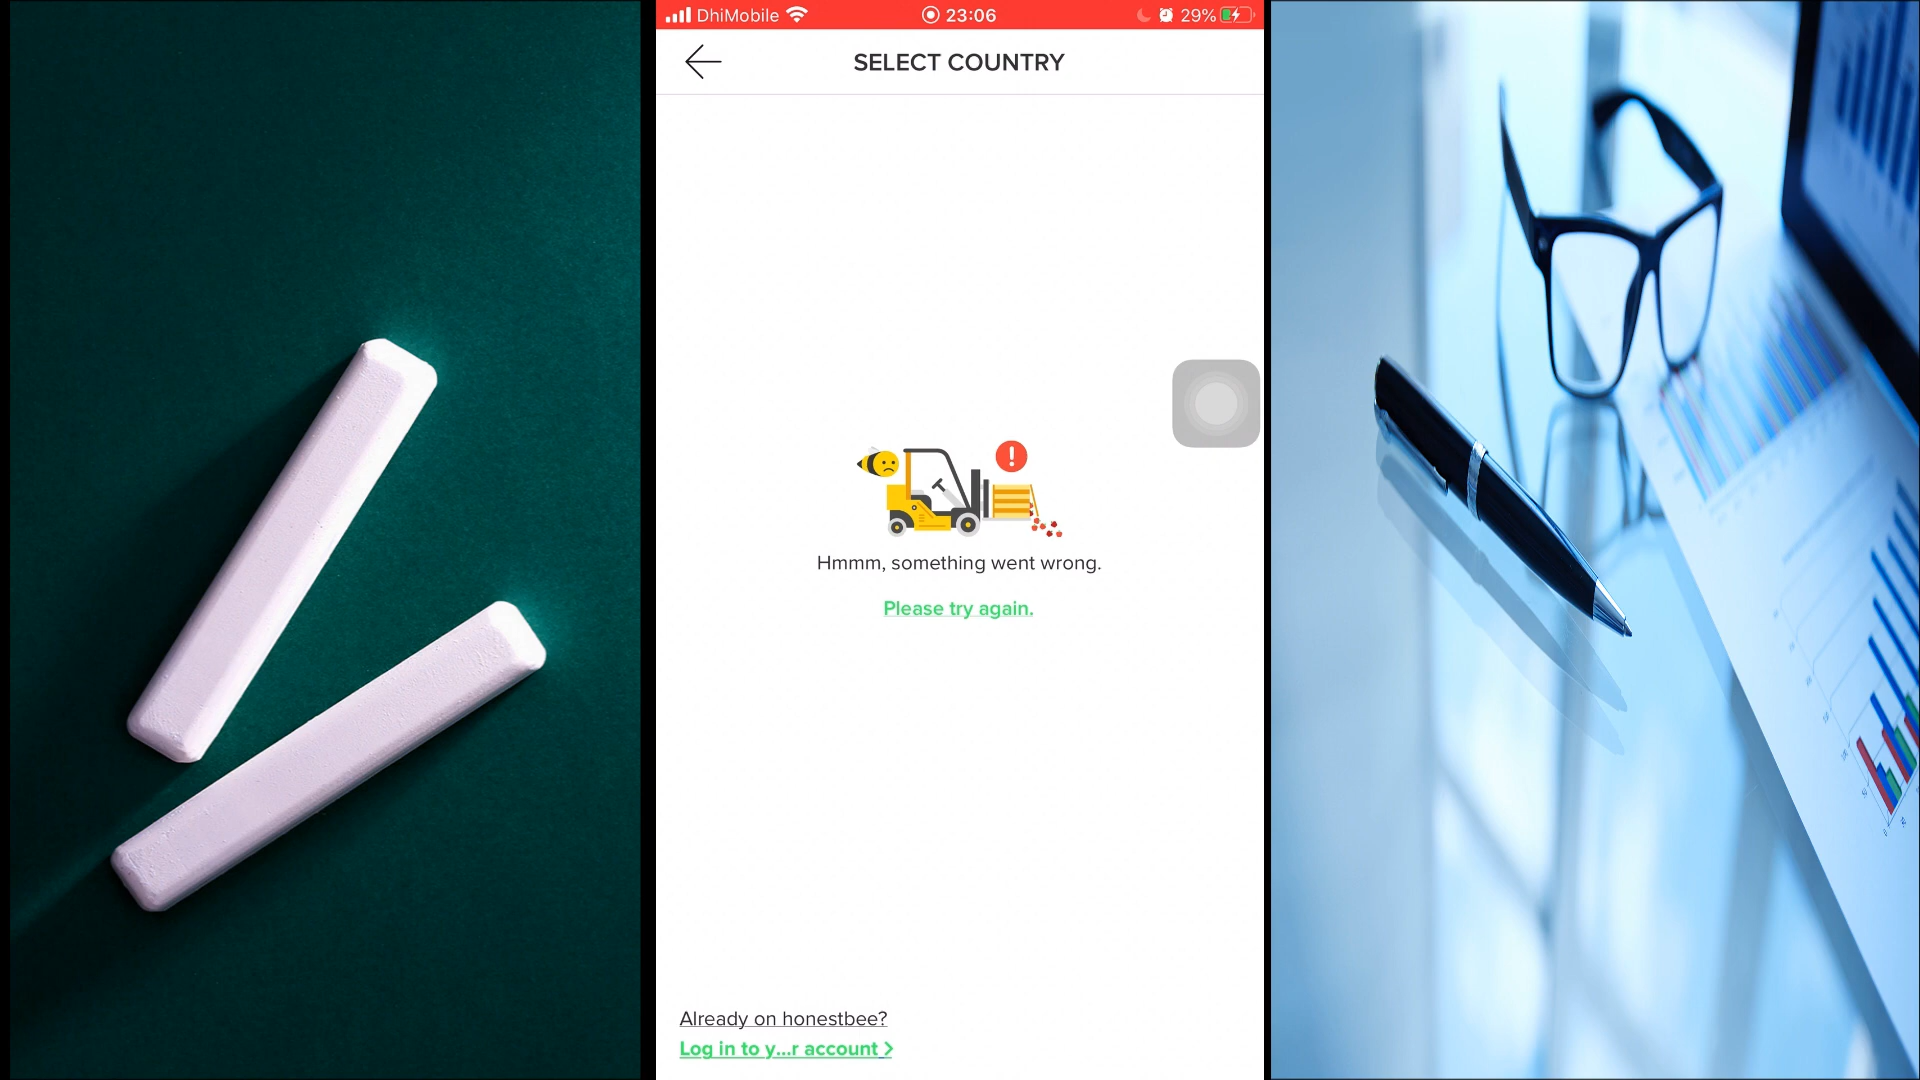 DhiMobile
23:06
29%
SELECT COUNTRY
Hmmm, something went wrong.
Please try again.
Already on honestbee?
Log in to y...r account >